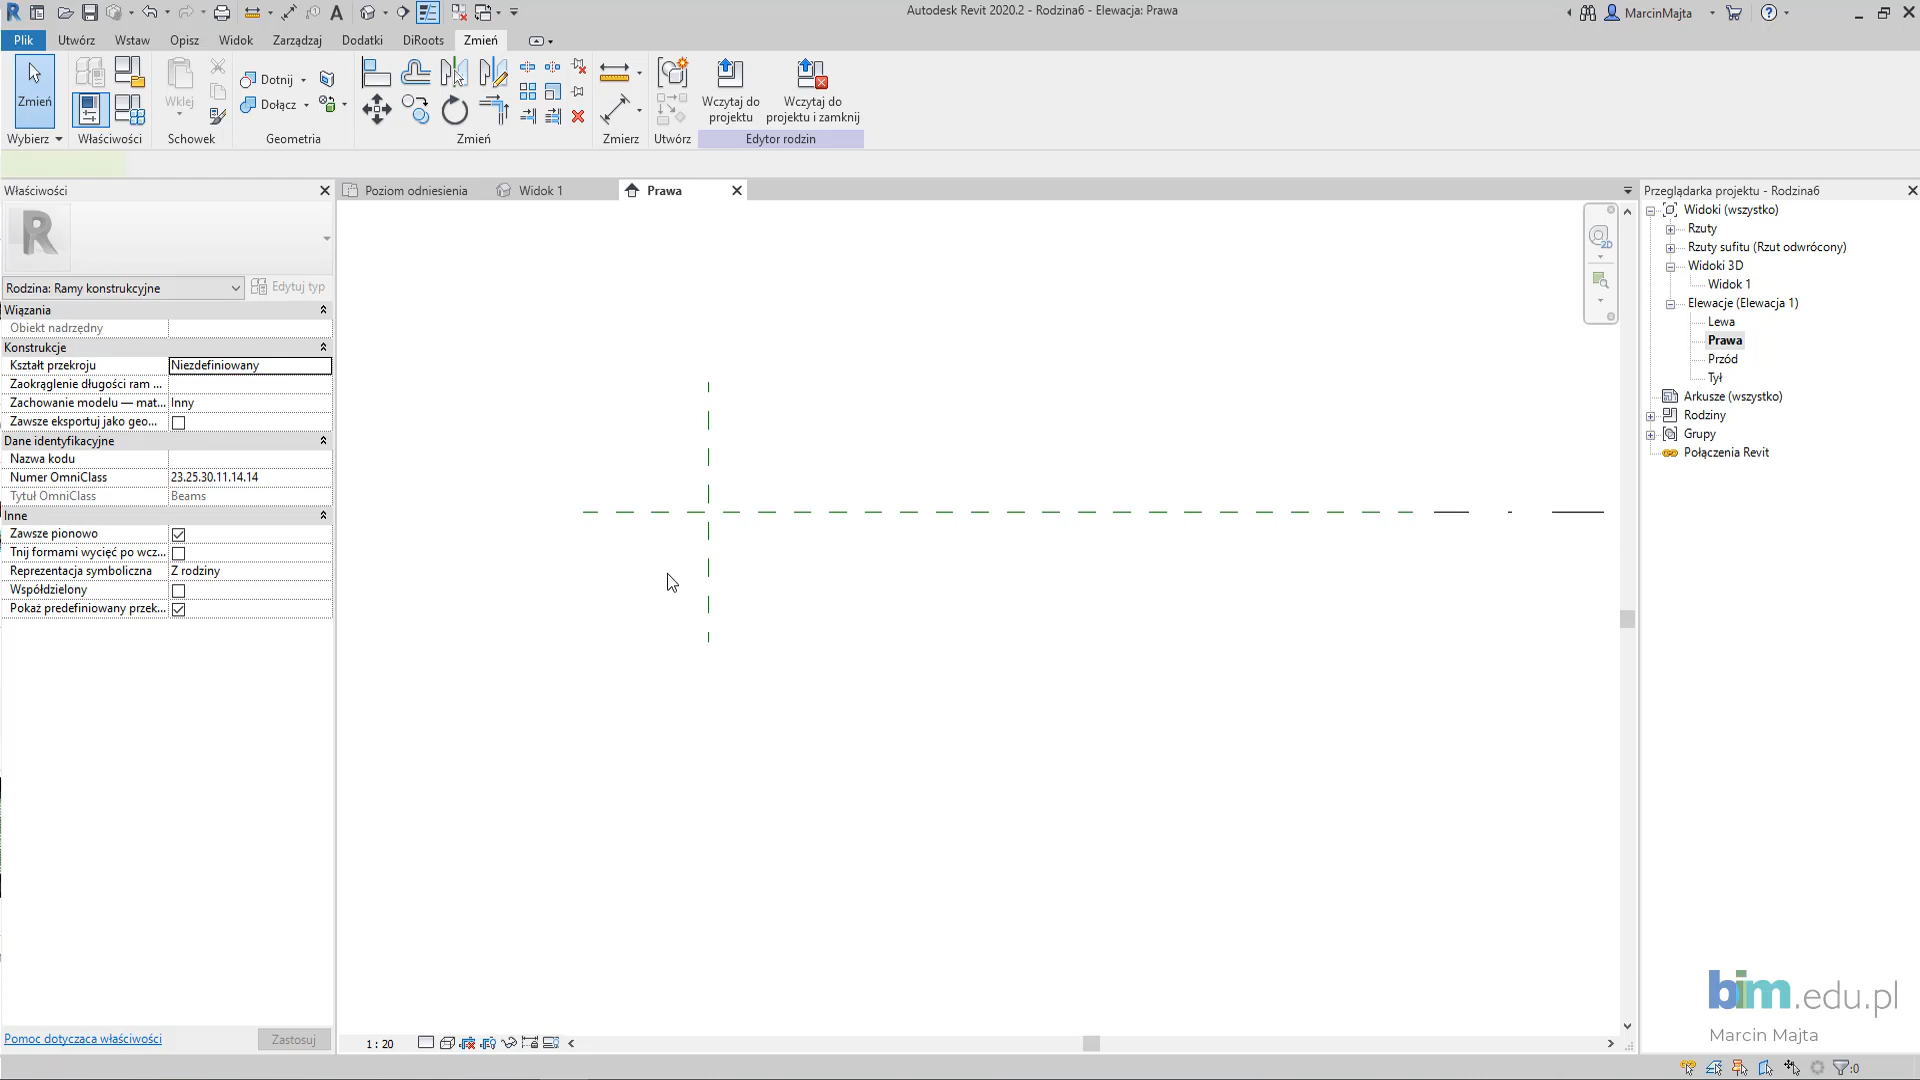 Autodesk Revit 2020.2 - Rodzina6 - Elewacja: Prawa
MarcinMajta
Plik Utwórz Wstaw Opisz Widok Zarządzaj Dodatki DiRoots Zmień
Zmień
Wklej
Dotnij
Dołącz
Wczytaj do projektu
Wczytaj do projektu i zamknij
Wybierz Właściwości Schowek Geometria Zmień Zmierz Utwórz Edytor rodzin
Właściwości
Rodzina: Ramy konstrukcyjne
Edytuj typ
Wiązania
Obiekt nadrzędny
Konstrukcje
Kształt przekroju Niezdefiniowany
Zaokrąglenie długości ram ...
Zachowanie modelu — mat... Inny
Zawsze eksportuj jako geo...
Dane identyfikacyjne
Nazwa kodu
Numer OmniClass 23.25.30.11.14.14
Tytuł OmniClass Beams
Inne
Zawsze pionowo
Tnij formami wycięć po wcz...
Reprezentacja symboliczna Z rodziny
Współdzielony
Pokaż predefiniowany przek...
Pomoc dotycząca właściwości
Zastosuj
Poziom odniesienia
Widok 1
Prawa
2D
1 : 20
Przeglądarka projektu - Rodzina6
Widoki (wszystko)
Rzuty
Rzuty sufitu (Rzut odwrócony)
Widoki 3D
Widok 1
Elewacje (Elewacja 1)
Lewa
Prawa
Przód
Tył
Arkusze (wszystko)
Rodziny
Grupy
Połączenia Revit
bim.edu.pl
Marcin Majta
:0